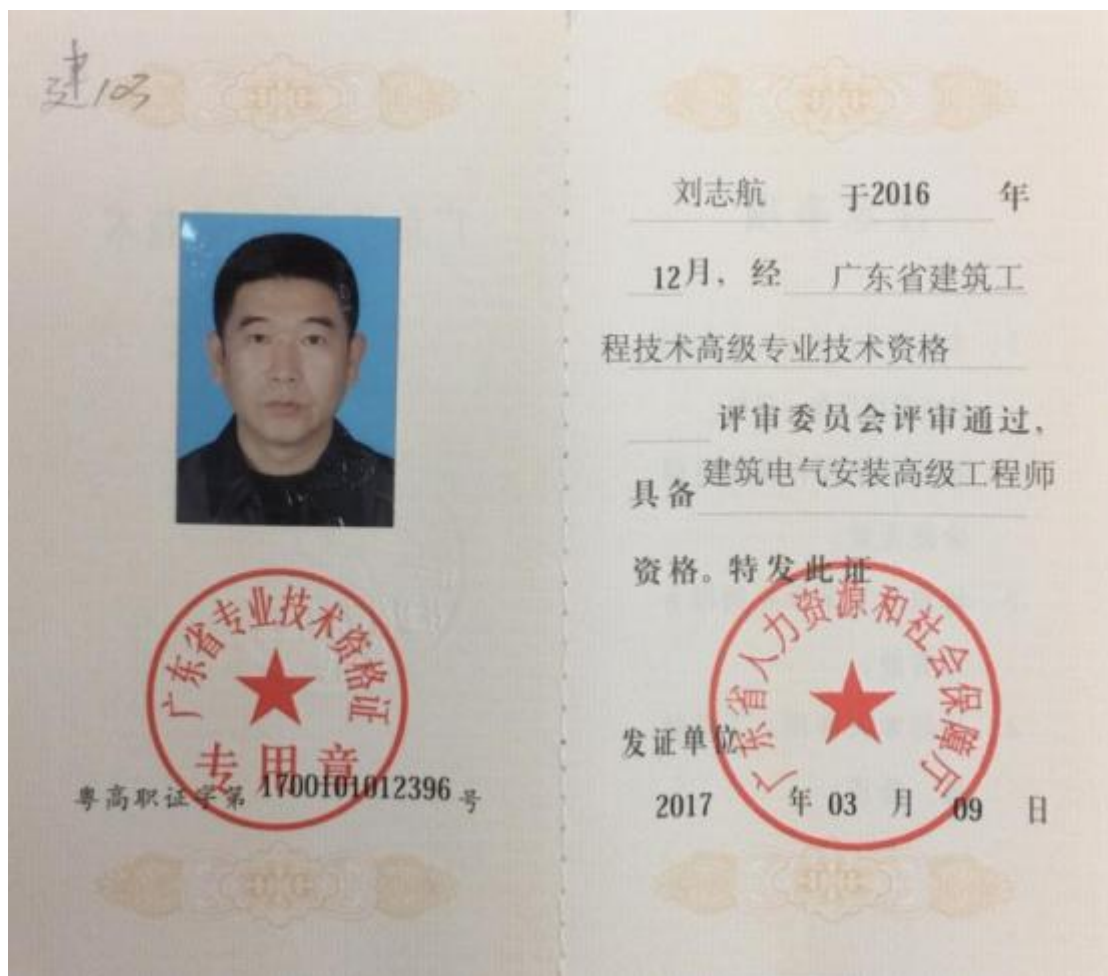 建103
广东省专业技术资格证
专用章
粤高职证字第 1700101012396 号
刘志航 于2016 年
12月，经 广东省建筑工
程技术高级专业技术资格
评审委员会评审通过，
具备 建筑电气安装高级工程师
资格。特发此证
广东省人力资源和社会保障厅
发证单位
2017 年 03 月 09 日